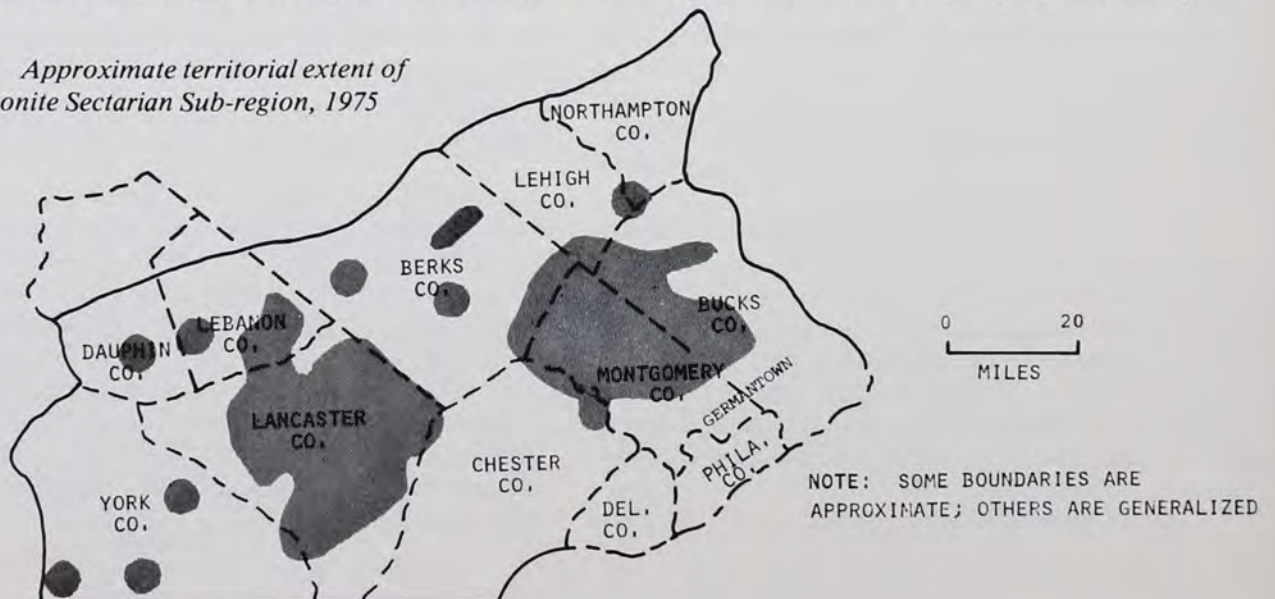 Approximate territorial extent of
onite Sectarian Sub-region, 1975
NORTHAMPTON
CO.
LEHIGH
CO.
BERKS
CO.
BUCKS
CO.
LEBANON
CO.
DAUPHIN
CO.
MONTGOMERY
CO.
GERMANTOWN
PHILA.
CO.
LANCASTER
CO.
CHESTER
CO.
DEL.
CO.
YORK
CO.
0 20
MILES
NOTE: SOME BOUNDARIES ARE
APPROXIMATE; OTHERS ARE GENERALIZED